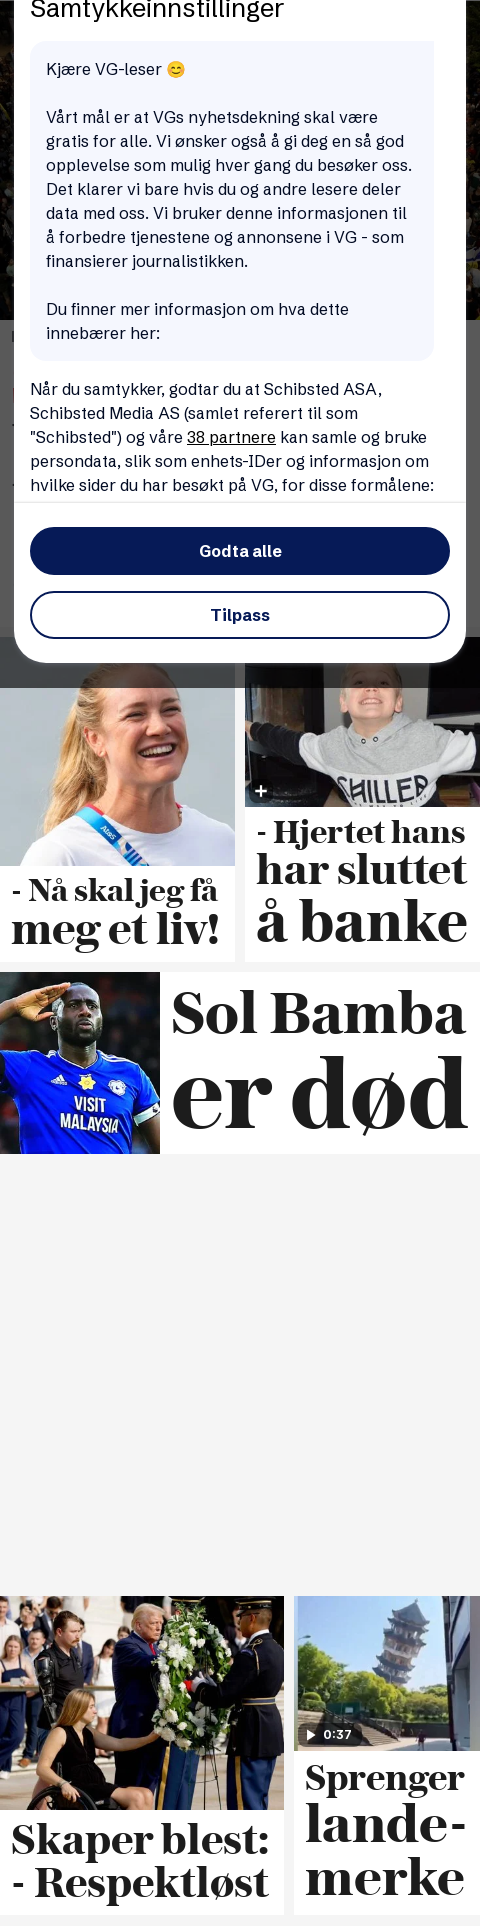 Samtykkeinnstillinger
Kjære VG-leser 😊
Vårt mål er at VGs nyhetsdekning skal være
gratis for alle. Vi ønsker også å gi deg en så god
opplevelse som mulig hver gang du besøker oss.
Det klarer vi bare hvis du og andre lesere deler
data med oss. Vi bruker denne informasjonen til
å forbedre tjenestene og annonsene i VG - som
finansierer journalistikken.
Du finner mer informasjon om hva dette
innebærer her:
Når du samtykker, godtar du at Schibsted ASA,
Schibsted Media AS (samlet referert til som
"Schibsted") og våre 38 partnere kan samle og bruke
persondata, slik som enhets-IDer og informasjon om
hvilke sider du har besøkt på VG, for disse formålene:
Godta alle
Tilpass
Atos
- Nå skal jeg få
meg et liv!
CHILLED
- Hjertet hans
har sluttet
å banke
adidas
VISIT
MALAYSIA
Sol Bamba
er død
Skaper blest:
- Respektløst
0:37
Sprenger
lande-
merke